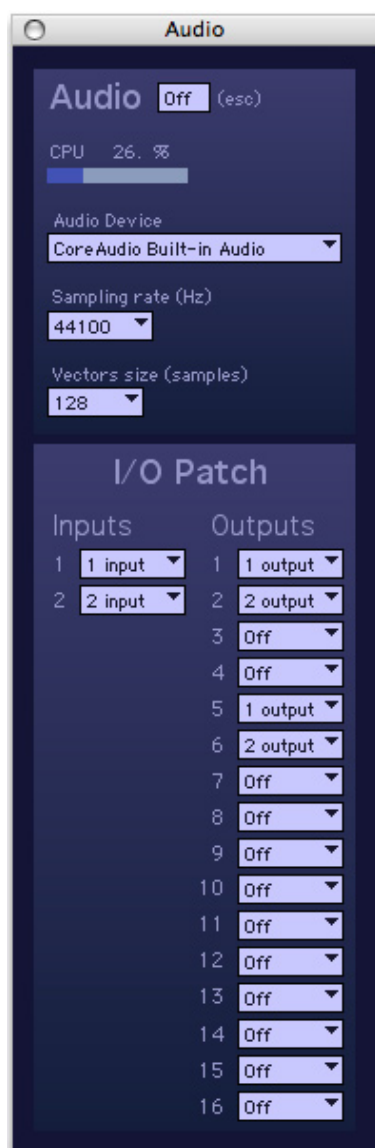 Audio
Audio Off (esc)
CPU 26. %
Audio Device
CoreAudio Built-in Audio
Sampling rate (Hz)
44100
Vectors size (samples)
128
I/O Patch
Inputs Outputs
1 1 input 1 1 output
2 2 input 2 2 output
3 Off
4 Off
5 1 output
6 2 output
7 Off
8 Off
9 Off
10 Off
11 Off
12 Off
13 Off
14 Off
15 Off
16 Off